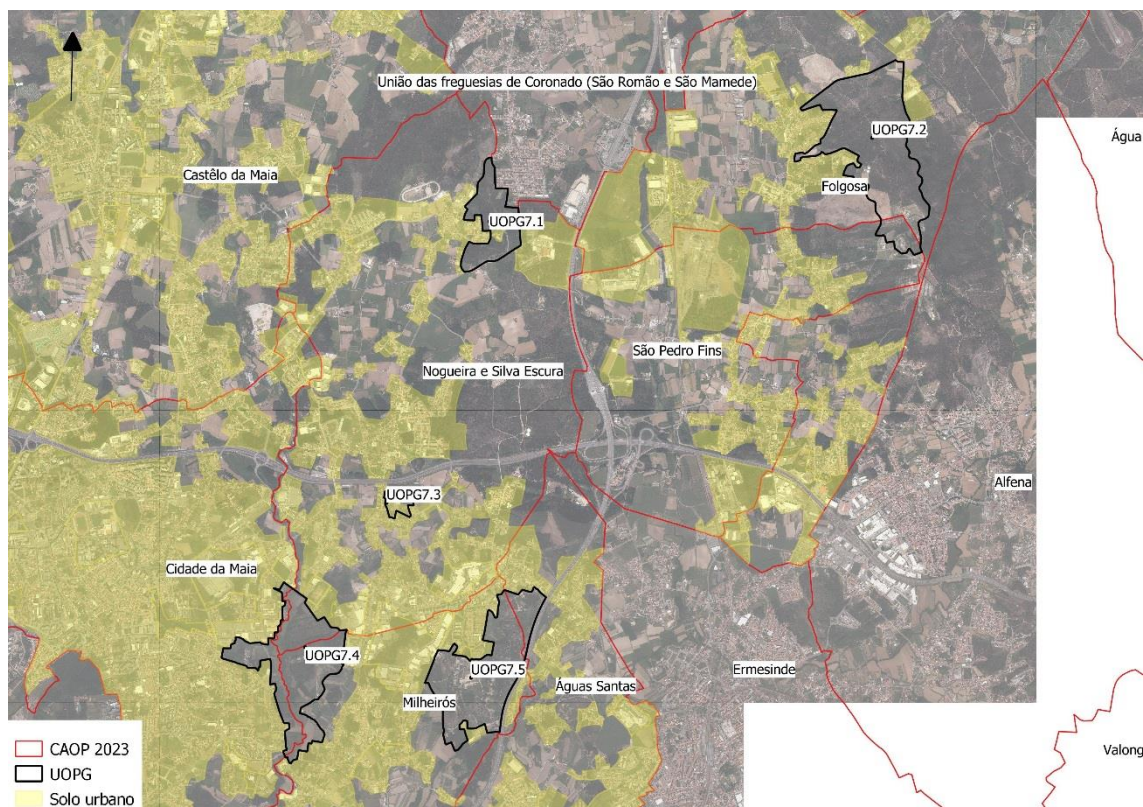 União das freguesias de Coronado (São Romão e São Mamede)
UOPG7.2
Água
Castêlo da Maia
Folgosa
UOPG7.1
São Pedro Fins
Nogueira e Silva Escura
Alfena
UOPG7.3
Cidade da Maia
UOPG7.4
UOPG7.5
Ermesinde
Águas Santas
Milheirós
CAOP 2023
UOPG
Valong
Solo urbano